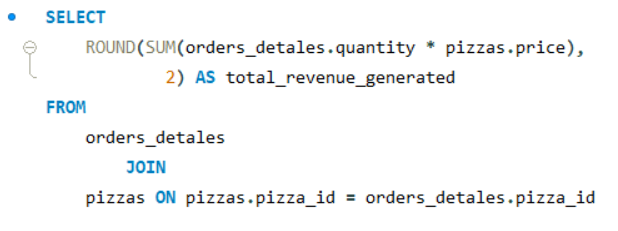 SELECT
ROUND(SUM(orders_detales.quantity * pizzas.price),
2) AS total_revenue_generated
FROM
orders_detales
JOIN
pizzas ON pizzas.pizza_id = orders_detales.pizza_id